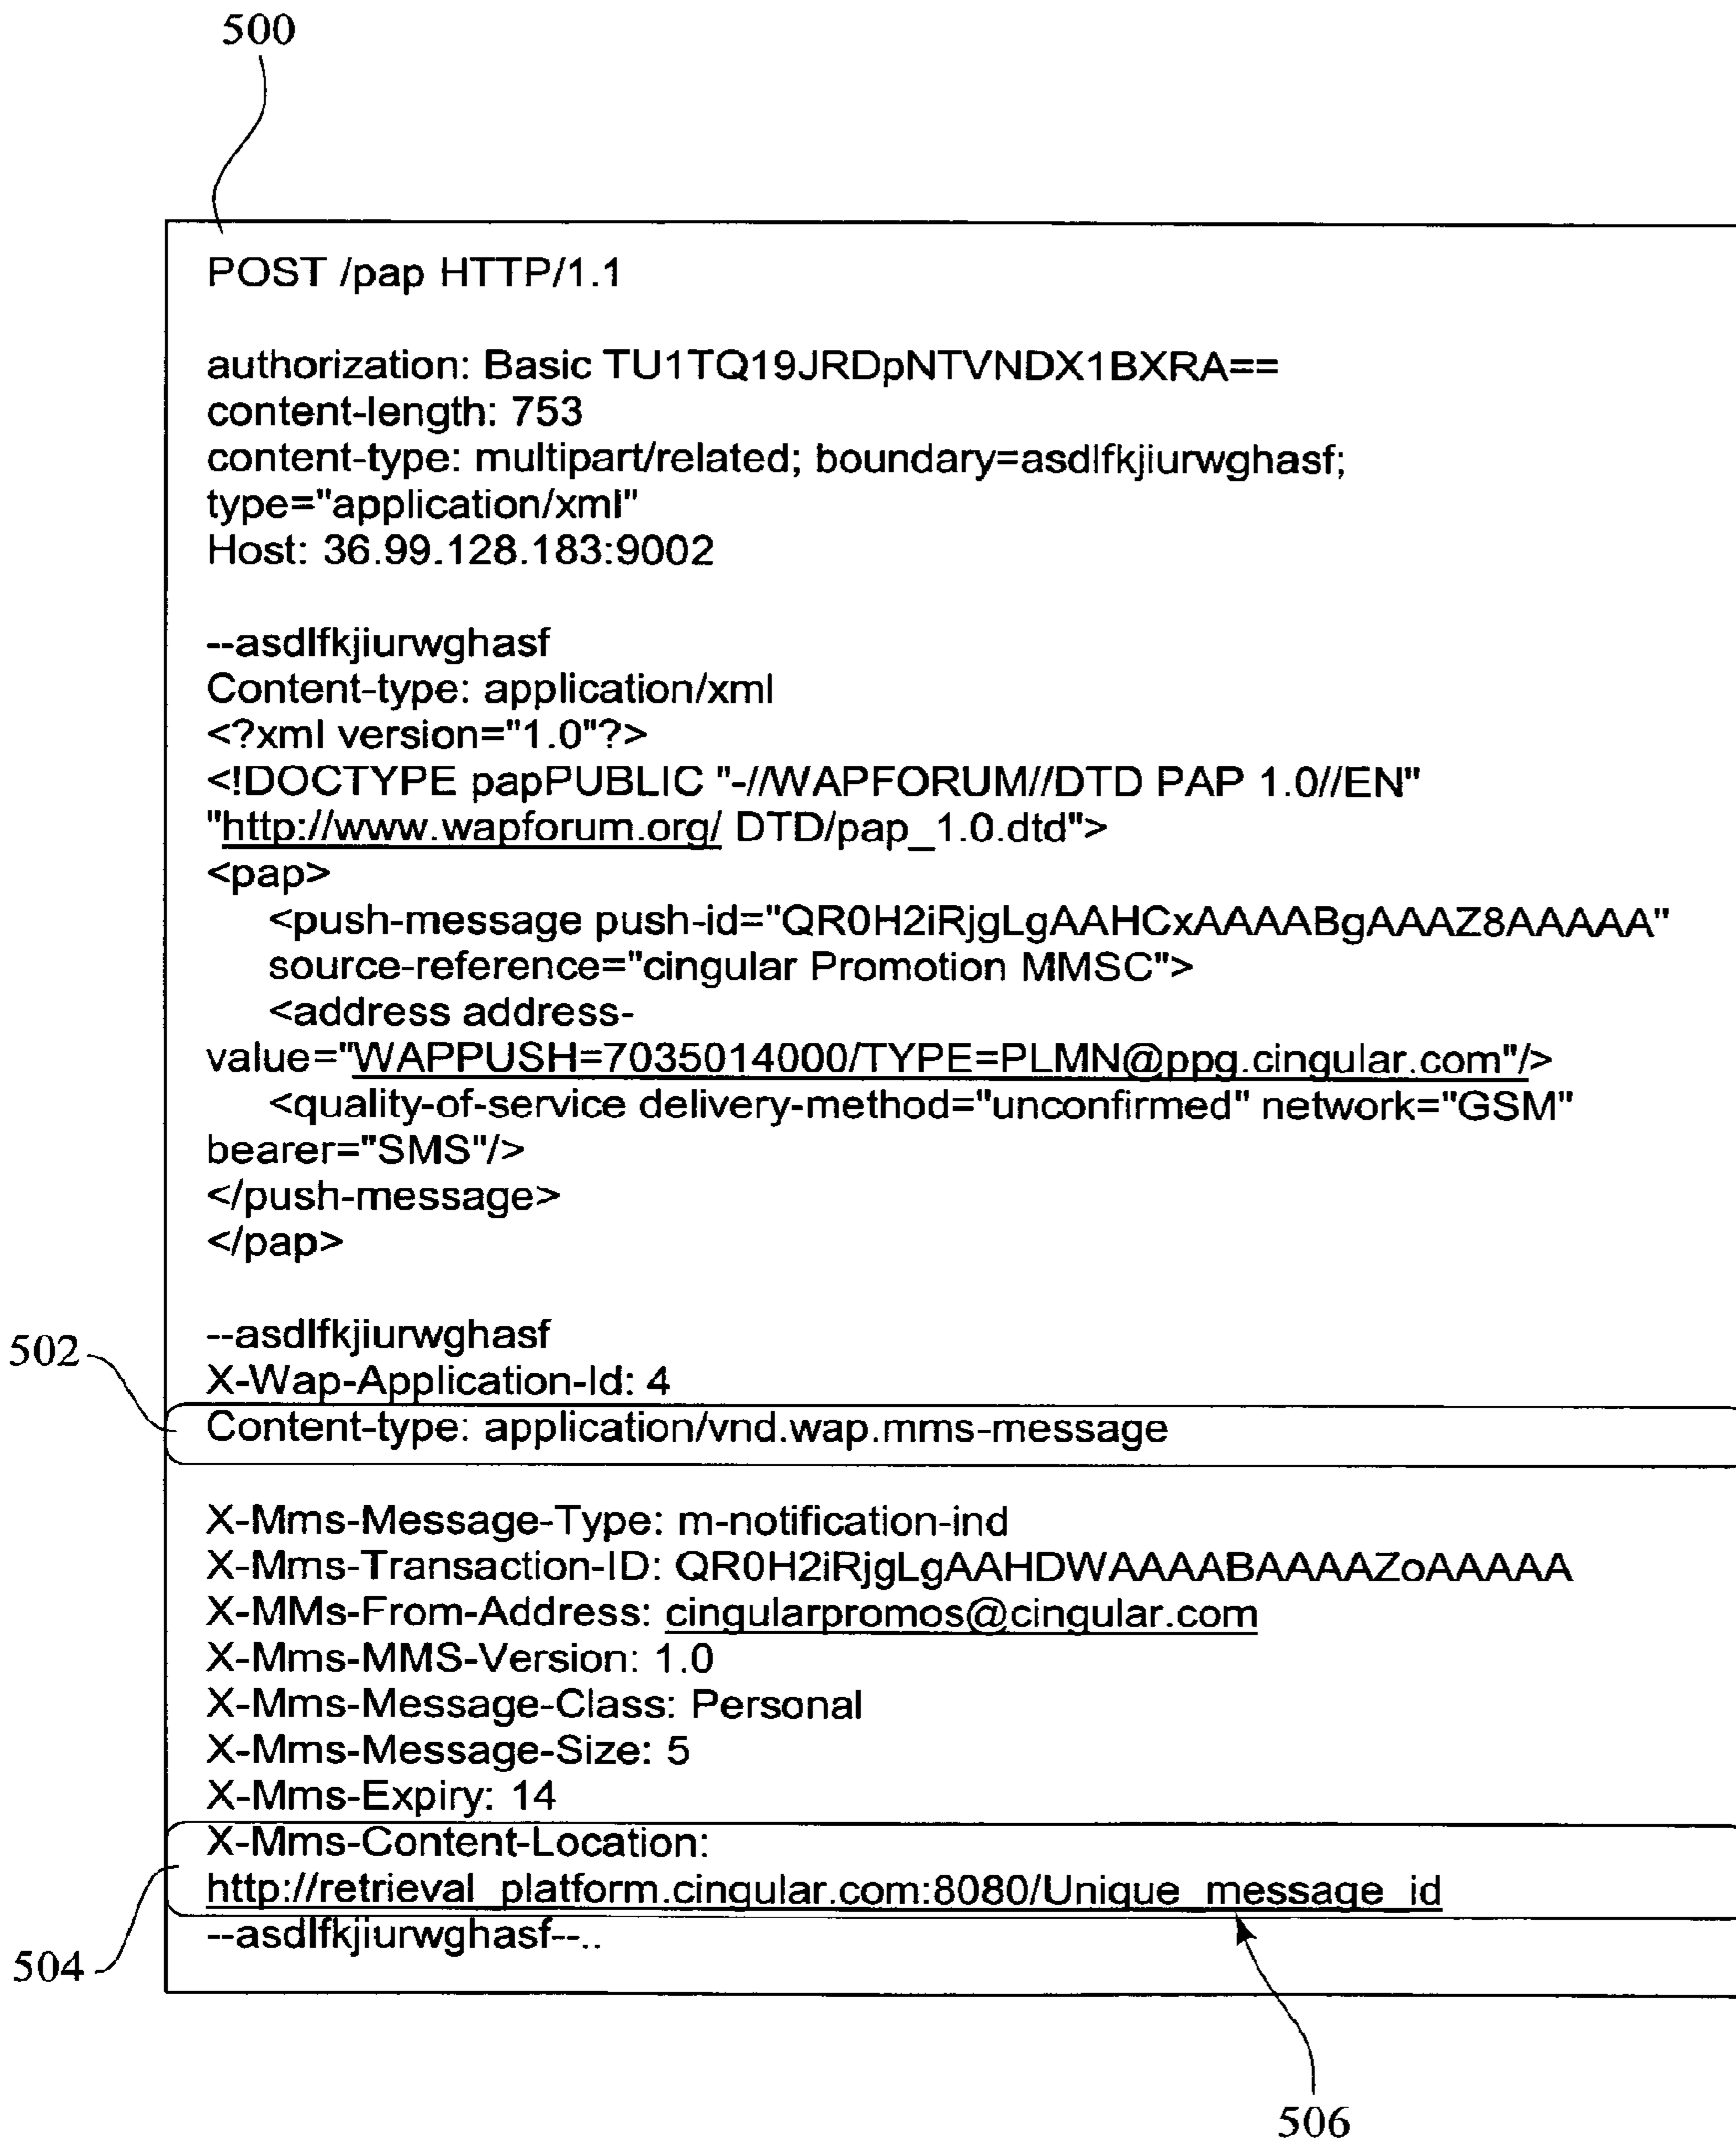 500
POST /pap HTTP/1.1
authorization: Basic TU1TQ19JRDpNTVNDX1BXRA==
content-length: 753
content-type: multipart/related; boundary=asdlfkjiurwghasf;
type="application/xml"
Host: 36.99.128.183:9002
--asdlfkjiurwghasf
Content-type: application/xml
<?xml version="1.0"?>
<!DOCTYPE papPUBLIC "-//WAPFORUM//DTD PAP 1.0//EN"
"http://www.wapforum.org/ DTD/pap_1.0.dtd">
<pap>
<push-message push-id="QR0H2iRjgLgAAHCxAAAABgAAAZ8AAAAA"
source-reference="cingular Promotion MMSC">
<address address-
value="WAPPUSH=7035014000/TYPE=PLMN@ppg.cingular.com"/>
<quality-of-service delivery-method="unconfirmed" network="GSM"
bearer="SMS"/>
</push-message>
</pap>
--asdlfkjiurwghasf
502
X-Wap-Application-Id: 4
Content-type: application/vnd.wap.mms-message
X-Mms-Message-Type: m-notification-ind
X-Mms-Transaction-ID: QR0H2iRjgLgAAHDWAAAABAAAAZoAAAAA
X-MMs-From-Address: cingularpromos@cingular.com
X-Mms-MMS-Version: 1.0
X-Mms-Message-Class: Personal
X-Mms-Message-Size: 5
X-Mms-Expiry: 14
X-Mms-Content-Location:
http://retrieval_platform.cingular.com:8080/Unique_message_id
--asdlfkjiurwghasf--..
504
506